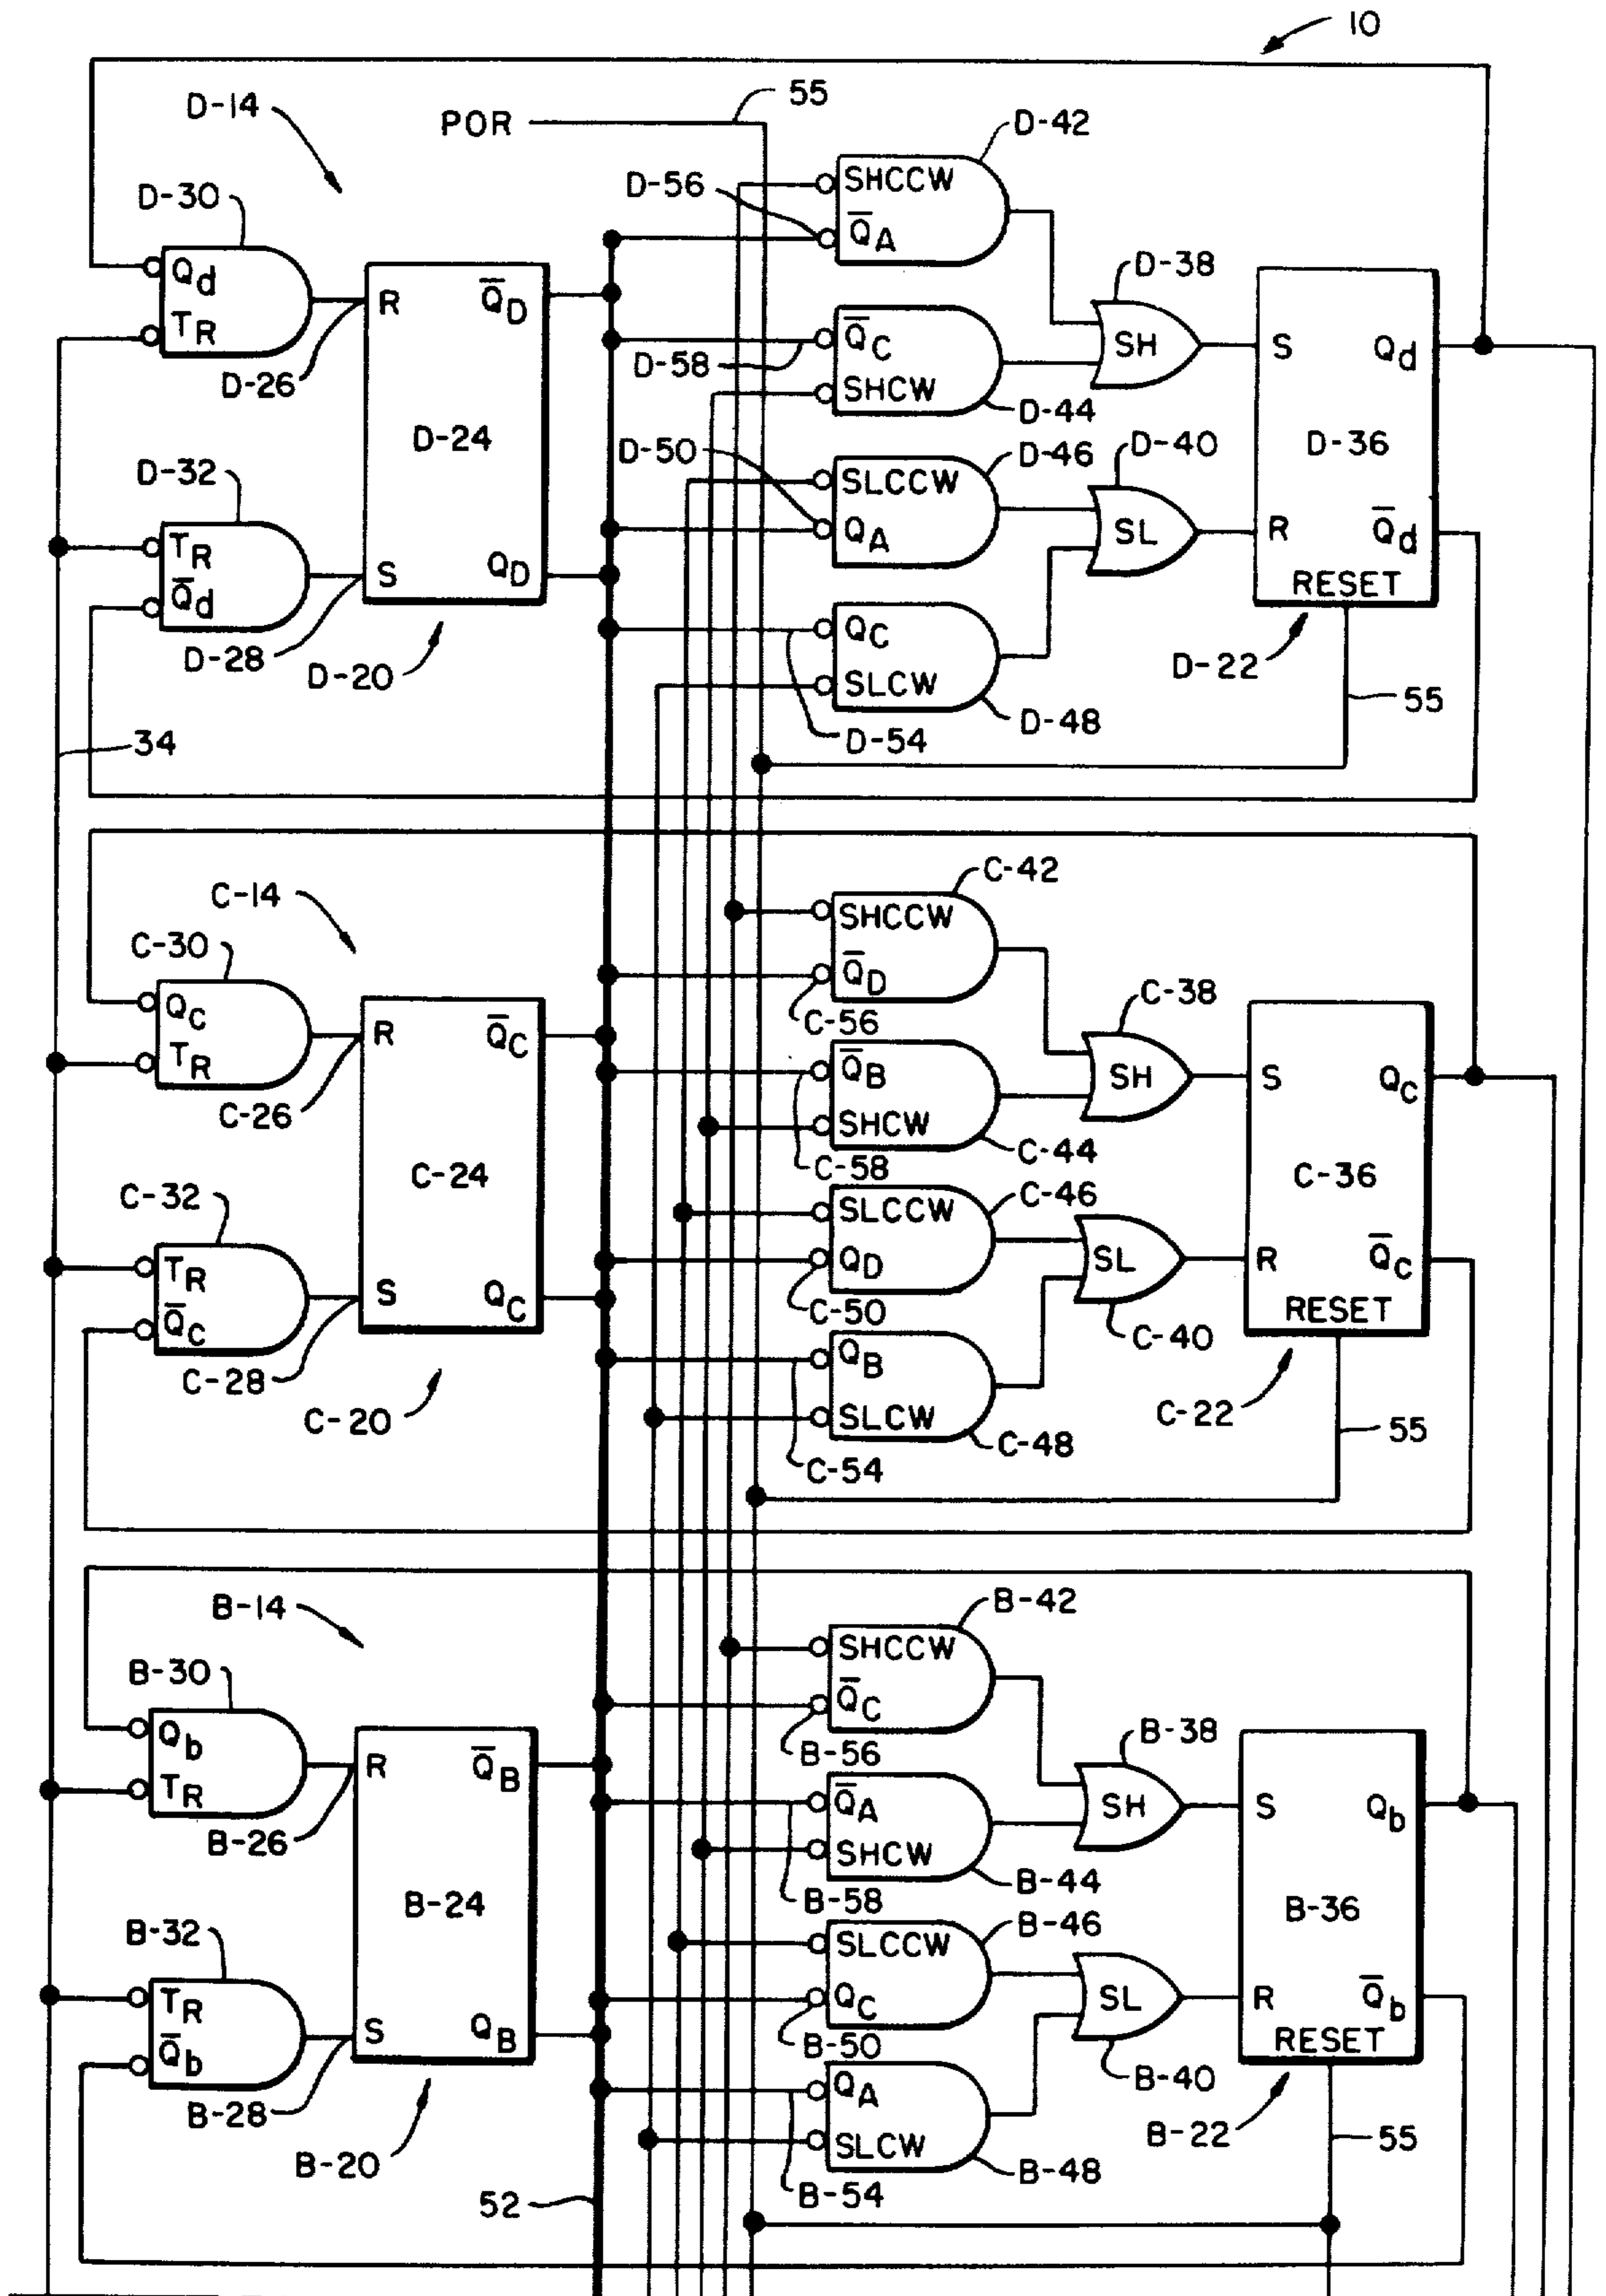 10
D-14
POR
55
D-42
SHCCW
Q̅A
D-56
D-30
Qd
TR
D-26
R
Q̅D
D-24
D-38
SH
Q̅C
SHCW
D-58
D-44
S
Qd
D-36
D-50
SLCCW
QA
D-46
D-40
SL
R
Q̅d
RESET
D-32
TR
Q̅d
S
QD
D-28
D-20
QC
SLCW
D-48
D-54
D-22
55
34
C-14
C-42
SHCCW
Q̅D
C-56
C-30
QC
TR
C-26
R
Q̅C
C-24
C-38
SH
Q̅B
SHCW
C-58
C-44
S
QC
C-36
C-46
SLCCW
QD
C-50
SL
C-40
R
Q̅C
RESET
C-32
TR
Q̅C
S
QC
C-28
C-20
QB
SLCW
C-48
C-54
C-22
55
B-14
B-42
SHCCW
Q̅C
B-56
B-30
Qb
TR
B-26
R
Q̅B
B-24
B-38
SH
Q̅A
SHCW
B-58
B-44
S
Qb
B-36
B-46
SLCCW
QC
B-50
SL
B-40
R
Q̅b
RESET
B-32
TR
Q̅b
S
QB
B-28
B-20
QA
SLCW
B-48
B-54
B-22
55
52